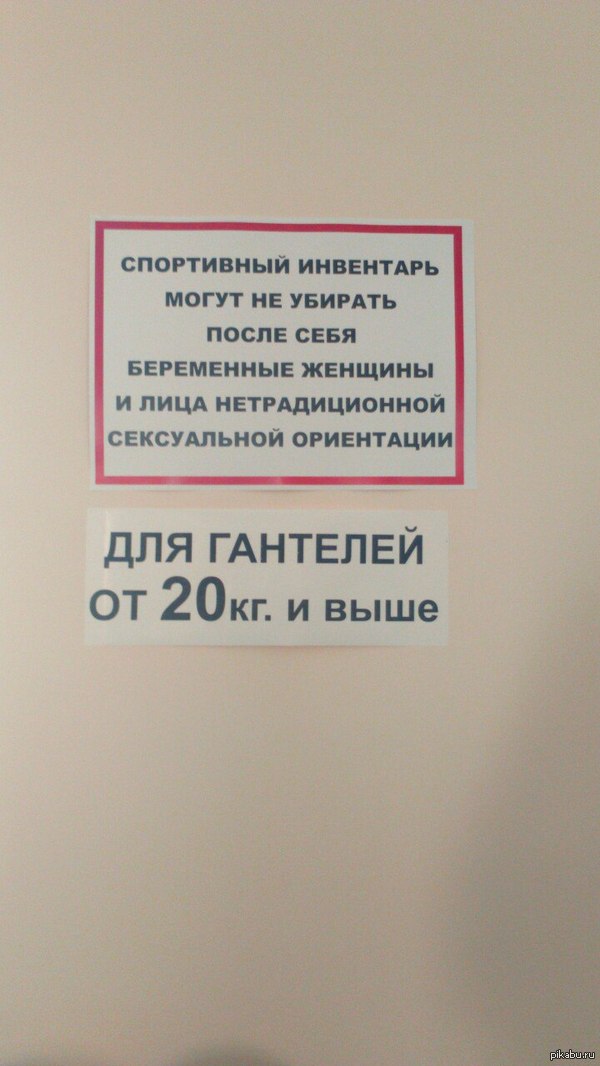 СПОРТИВНЫЙ ИНВЕНТАРЬ
МОГУТ НЕ УБИРАТЬ
ПОСЛЕ СЕБЯ
БЕРЕМЕННЫЕ ЖЕНЩИНЫ
И ЛИЦА НЕТРАДИЦИОННОЙ
СЕКСУАЛЬНОЙ ОРИЕНТАЦИИ
ДЛЯ ГАНТЕЛЕЙ
ОТ 20кг. и выше
pikabu.ru